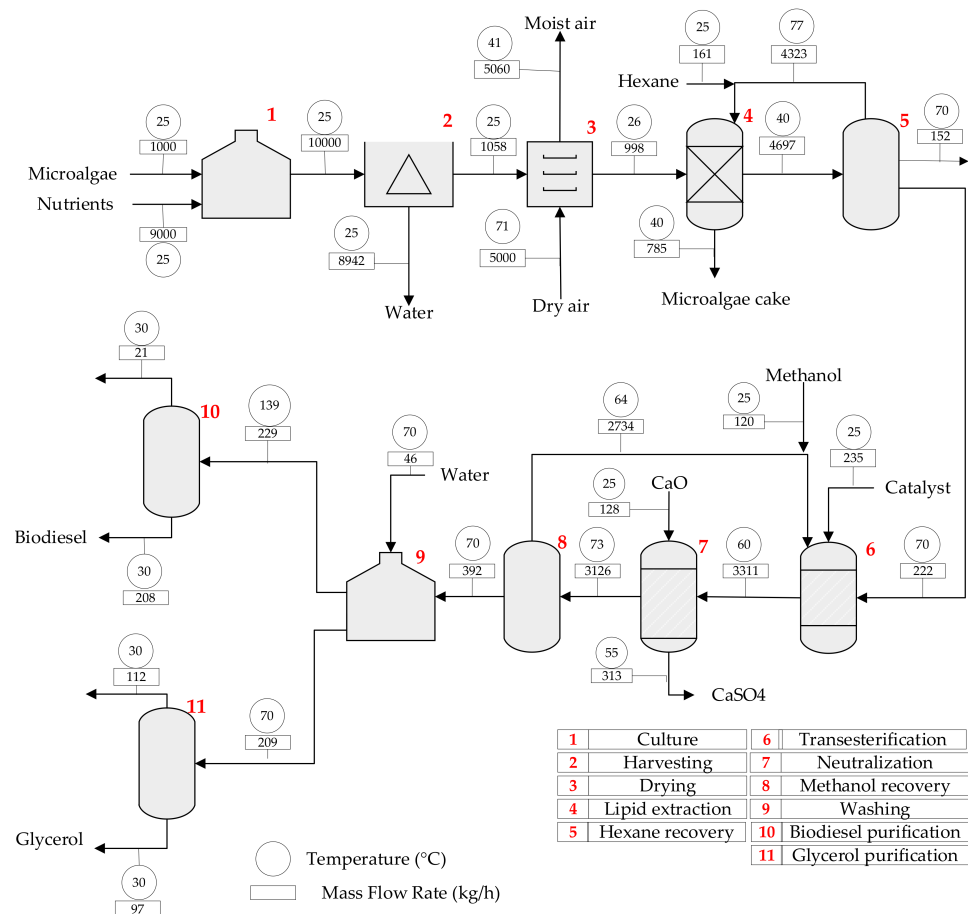 Moist air
25
77
41
161
4323
5060
Hexane
1
25
25
2
25
26
4
40
5
70
1000
10000
1058
3
998
4697
152
Microalgae
Nutrients
9000
25
25
8942
71
5000
40
785
Water
Dry air
Microalgae cake
30
21
Methanol
10
139
229
64
2734
25
120
70
46
Water
25
128
CaO
25
235
Catalyst
Biodiesel
30
208
9
70
392
8
73
3126
7
60
3311
6
70
222
30
112
55
313
CaSO4
11
70
209
1 Culture
2 Harvesting
3 Drying
4 Lipid extraction
5 Hexane recovery
6 Transesterification
7 Neutralization
8 Methanol recovery
9 Washing
10 Biodiesel purification
11 Glycerol purification
Glycerol
30
97
Temperature (°C)
Mass Flow Rate (kg/h)